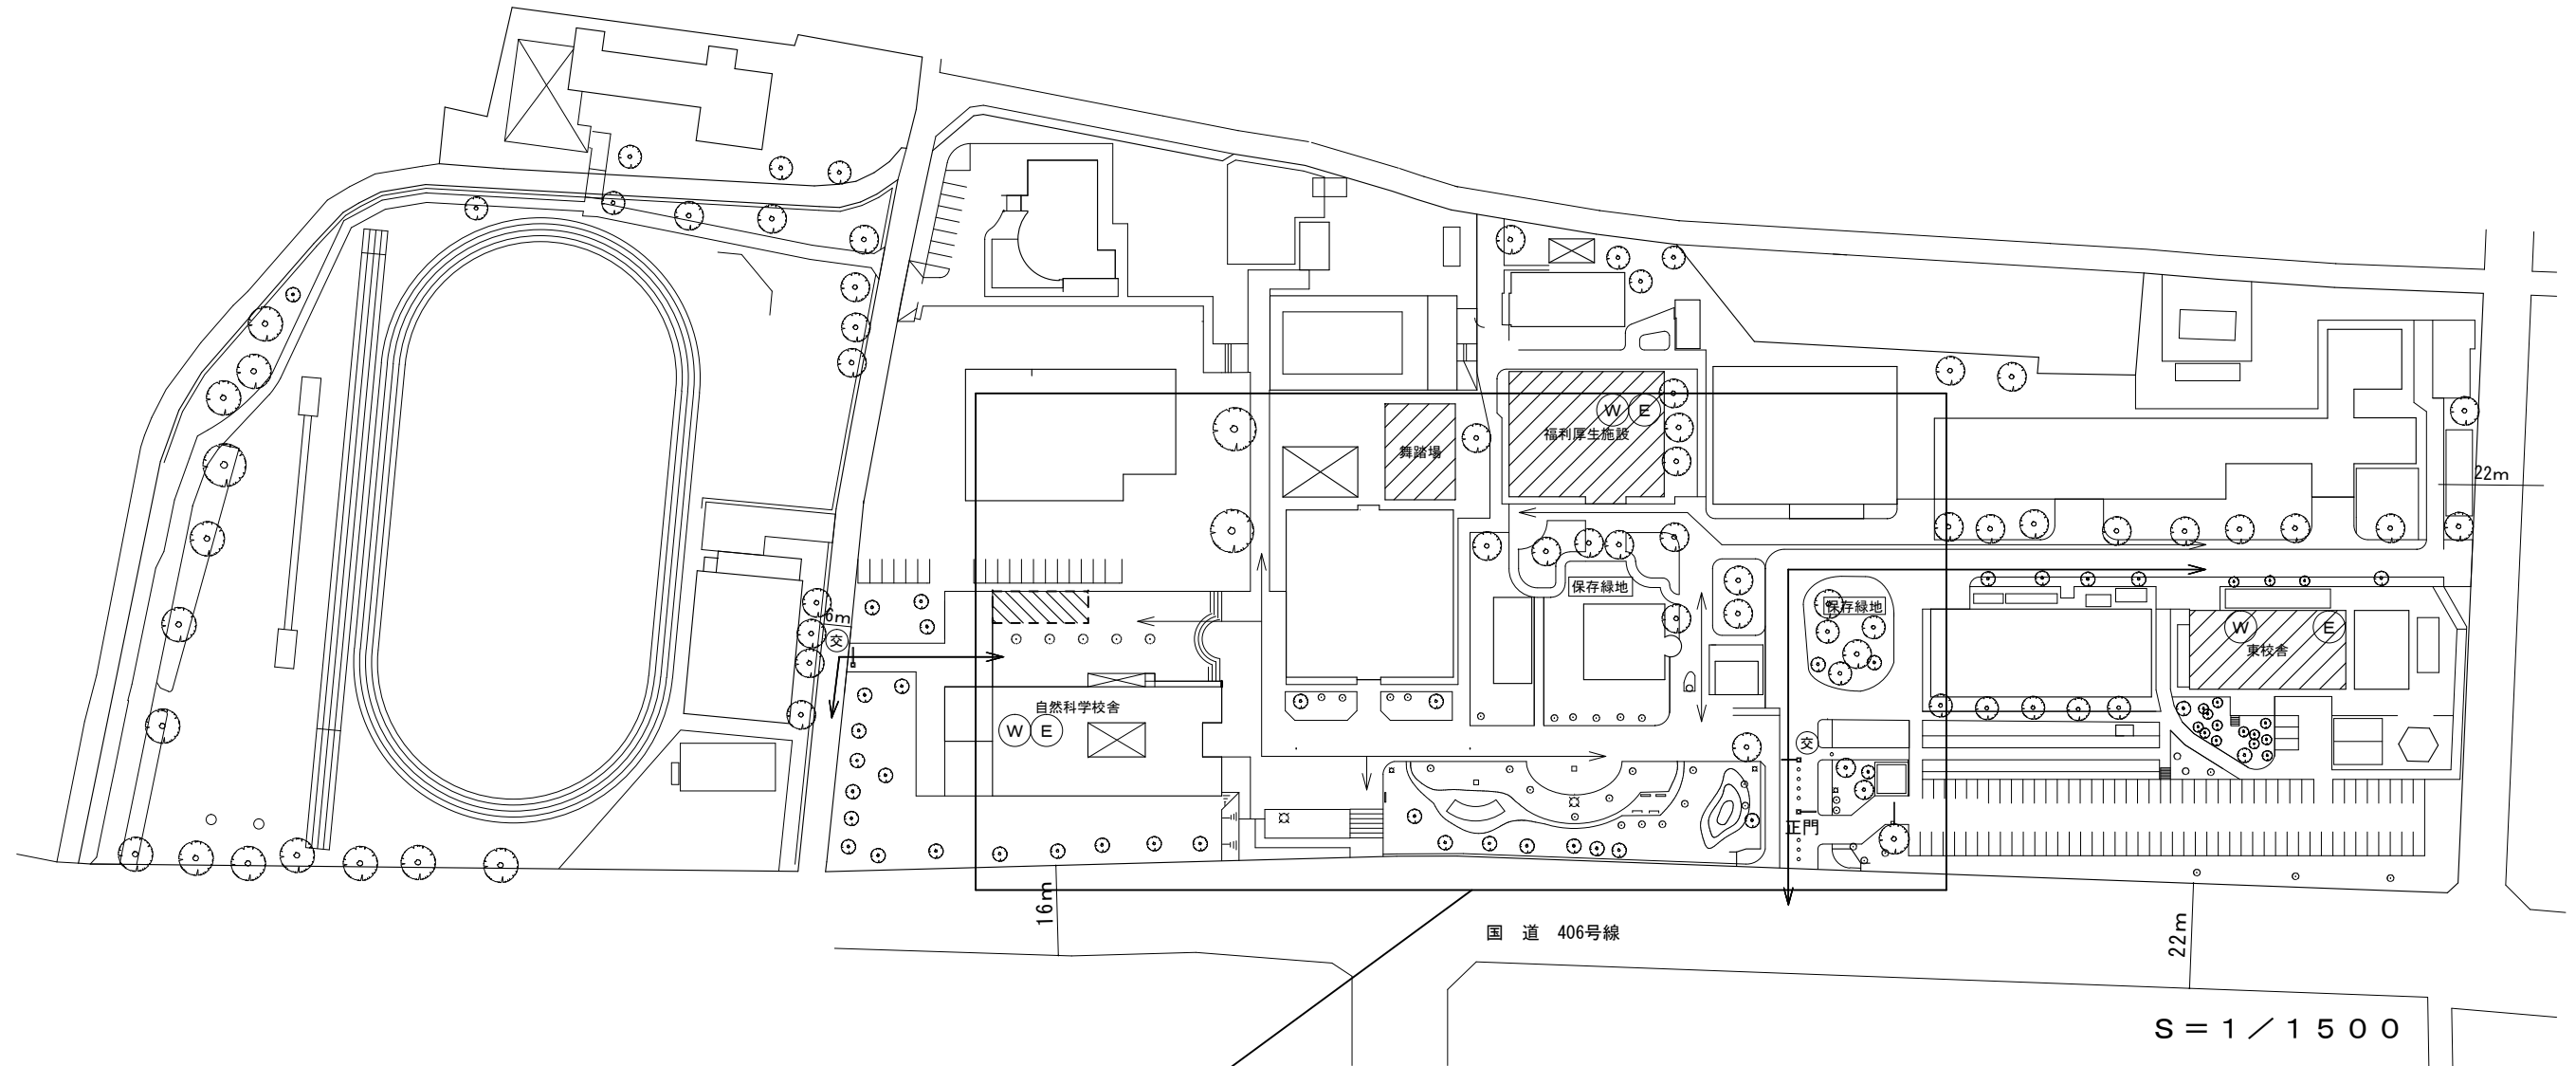 W E
福利厚生施設
舞踏場
22m
保存緑地
保存緑地
6m
交
W E
東校舎
自然科学校舎
W E
交
正門
16m
国 道 406号線
22m
S=1/1500